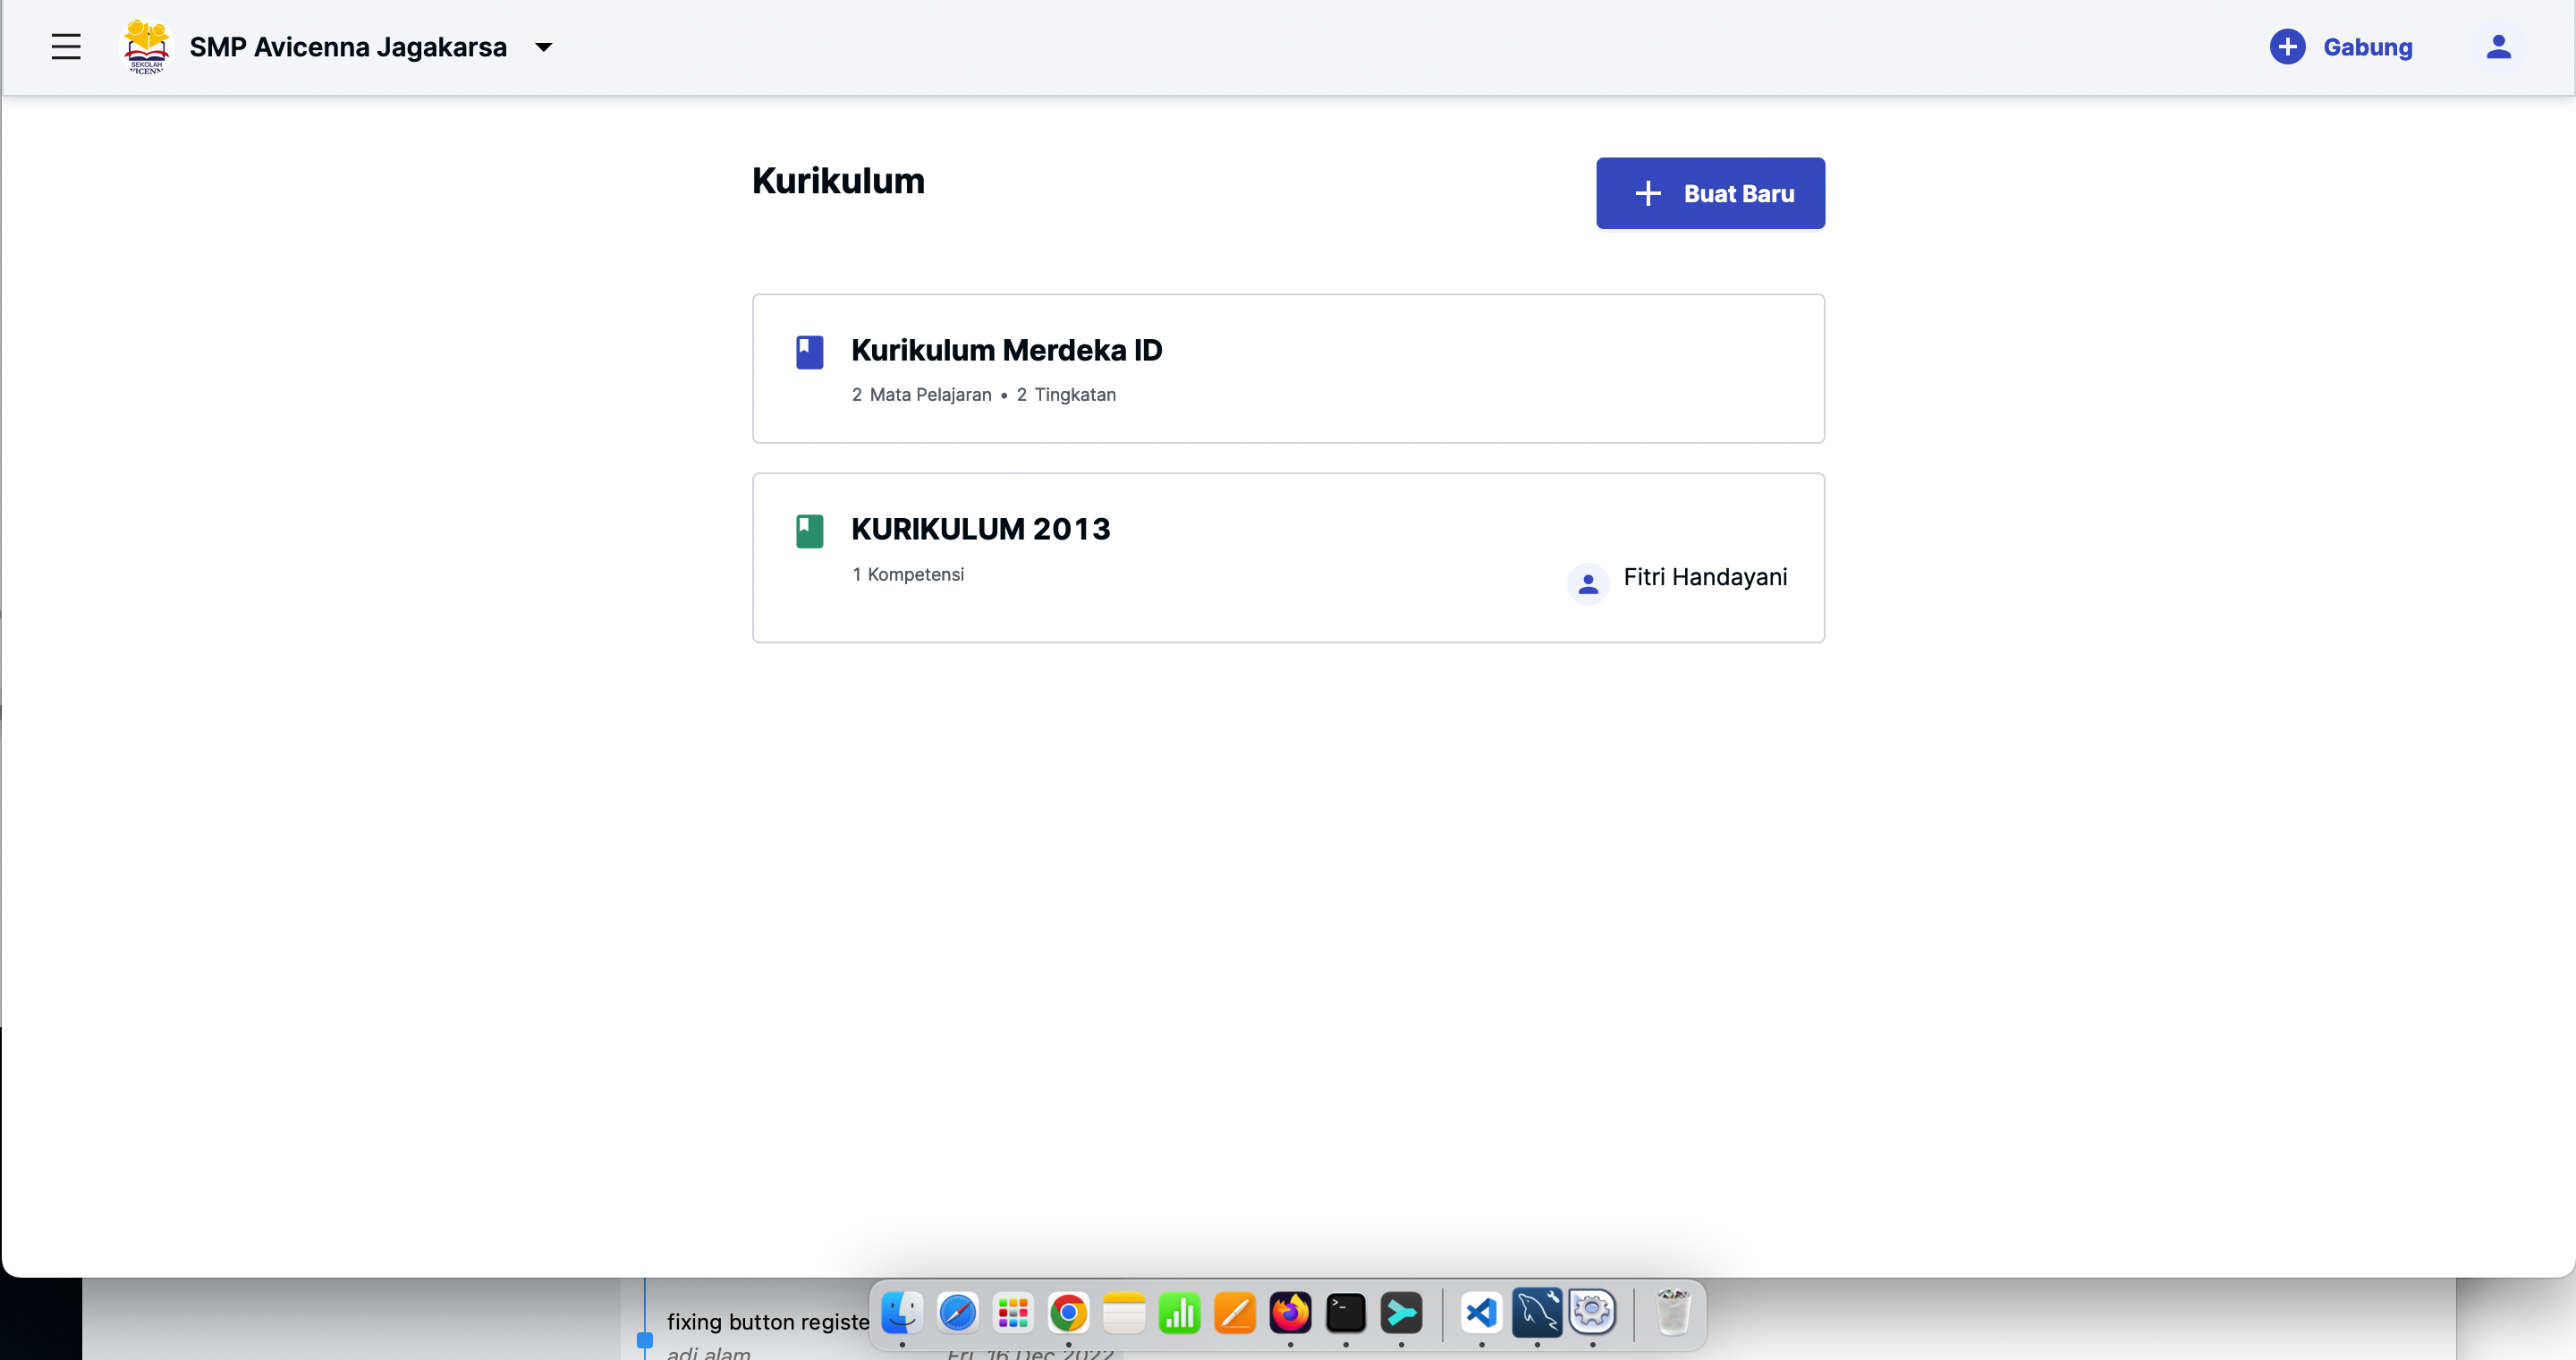 SMP Avicenna Jagakarsa
Gabung
Kurikulum
Buat Baru
Kurikulum Merdeka ID
2 Mata Pelajaran • 2 Tingkatan
KURIKULUM 2013
1 Kompetensi
Fitri Handayani
fixing button registe
adi alam
Fri, 16 Dec 2022
SEKOLAH